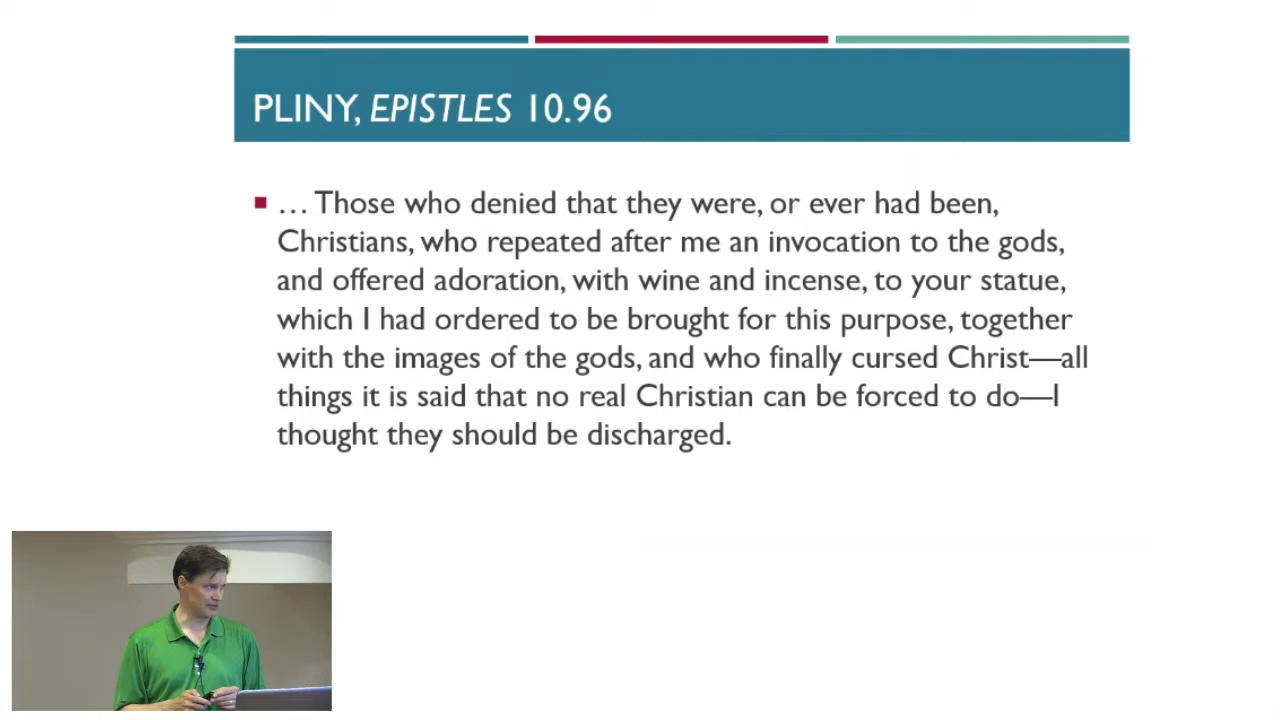 PLINY, EPISTLES 10.96
… Those who denied that they were, or ever had been,
Christians, who repeated after me an invocation to the gods,
and offered adoration, with wine and incense, to your statue,
which I had ordered to be brought for this purpose, together
with the images of the gods, and who finally cursed Christ—all
things it is said that no real Christian can be forced to do—I
thought they should be discharged.